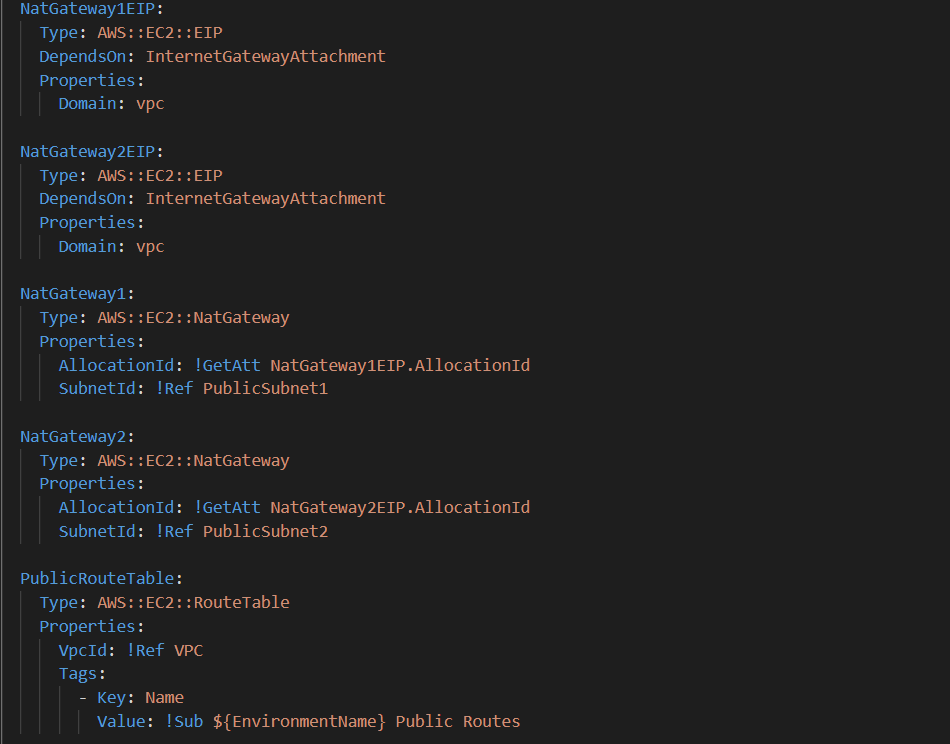 NatGateway1EIP:
Type: AWS::EC2::EIP
DependsOn: InternetGatewayAttachment
Properties:
Domain: vpc
NatGateway2EIP:
Type: AWS::EC2::EIP
DependsOn: InternetGatewayAttachment
Properties:
Domain: vpc
NatGateway1:
Type: AWS::EC2::NatGateway
Properties:
AllocationId: !GetAtt NatGateway1EIP.AllocationId
SubnetId: !Ref PublicSubnet1
NatGateway2:
Type: AWS::EC2::NatGateway
Properties:
AllocationId: !GetAtt NatGateway2EIP.AllocationId
SubnetId: !Ref PublicSubnet2
PublicRouteTable:
Type: AWS::EC2::RouteTable
Properties:
VpcId: !Ref VPC
Tags:
- Key: Name
Value: !Sub ${EnvironmentName} Public Routes